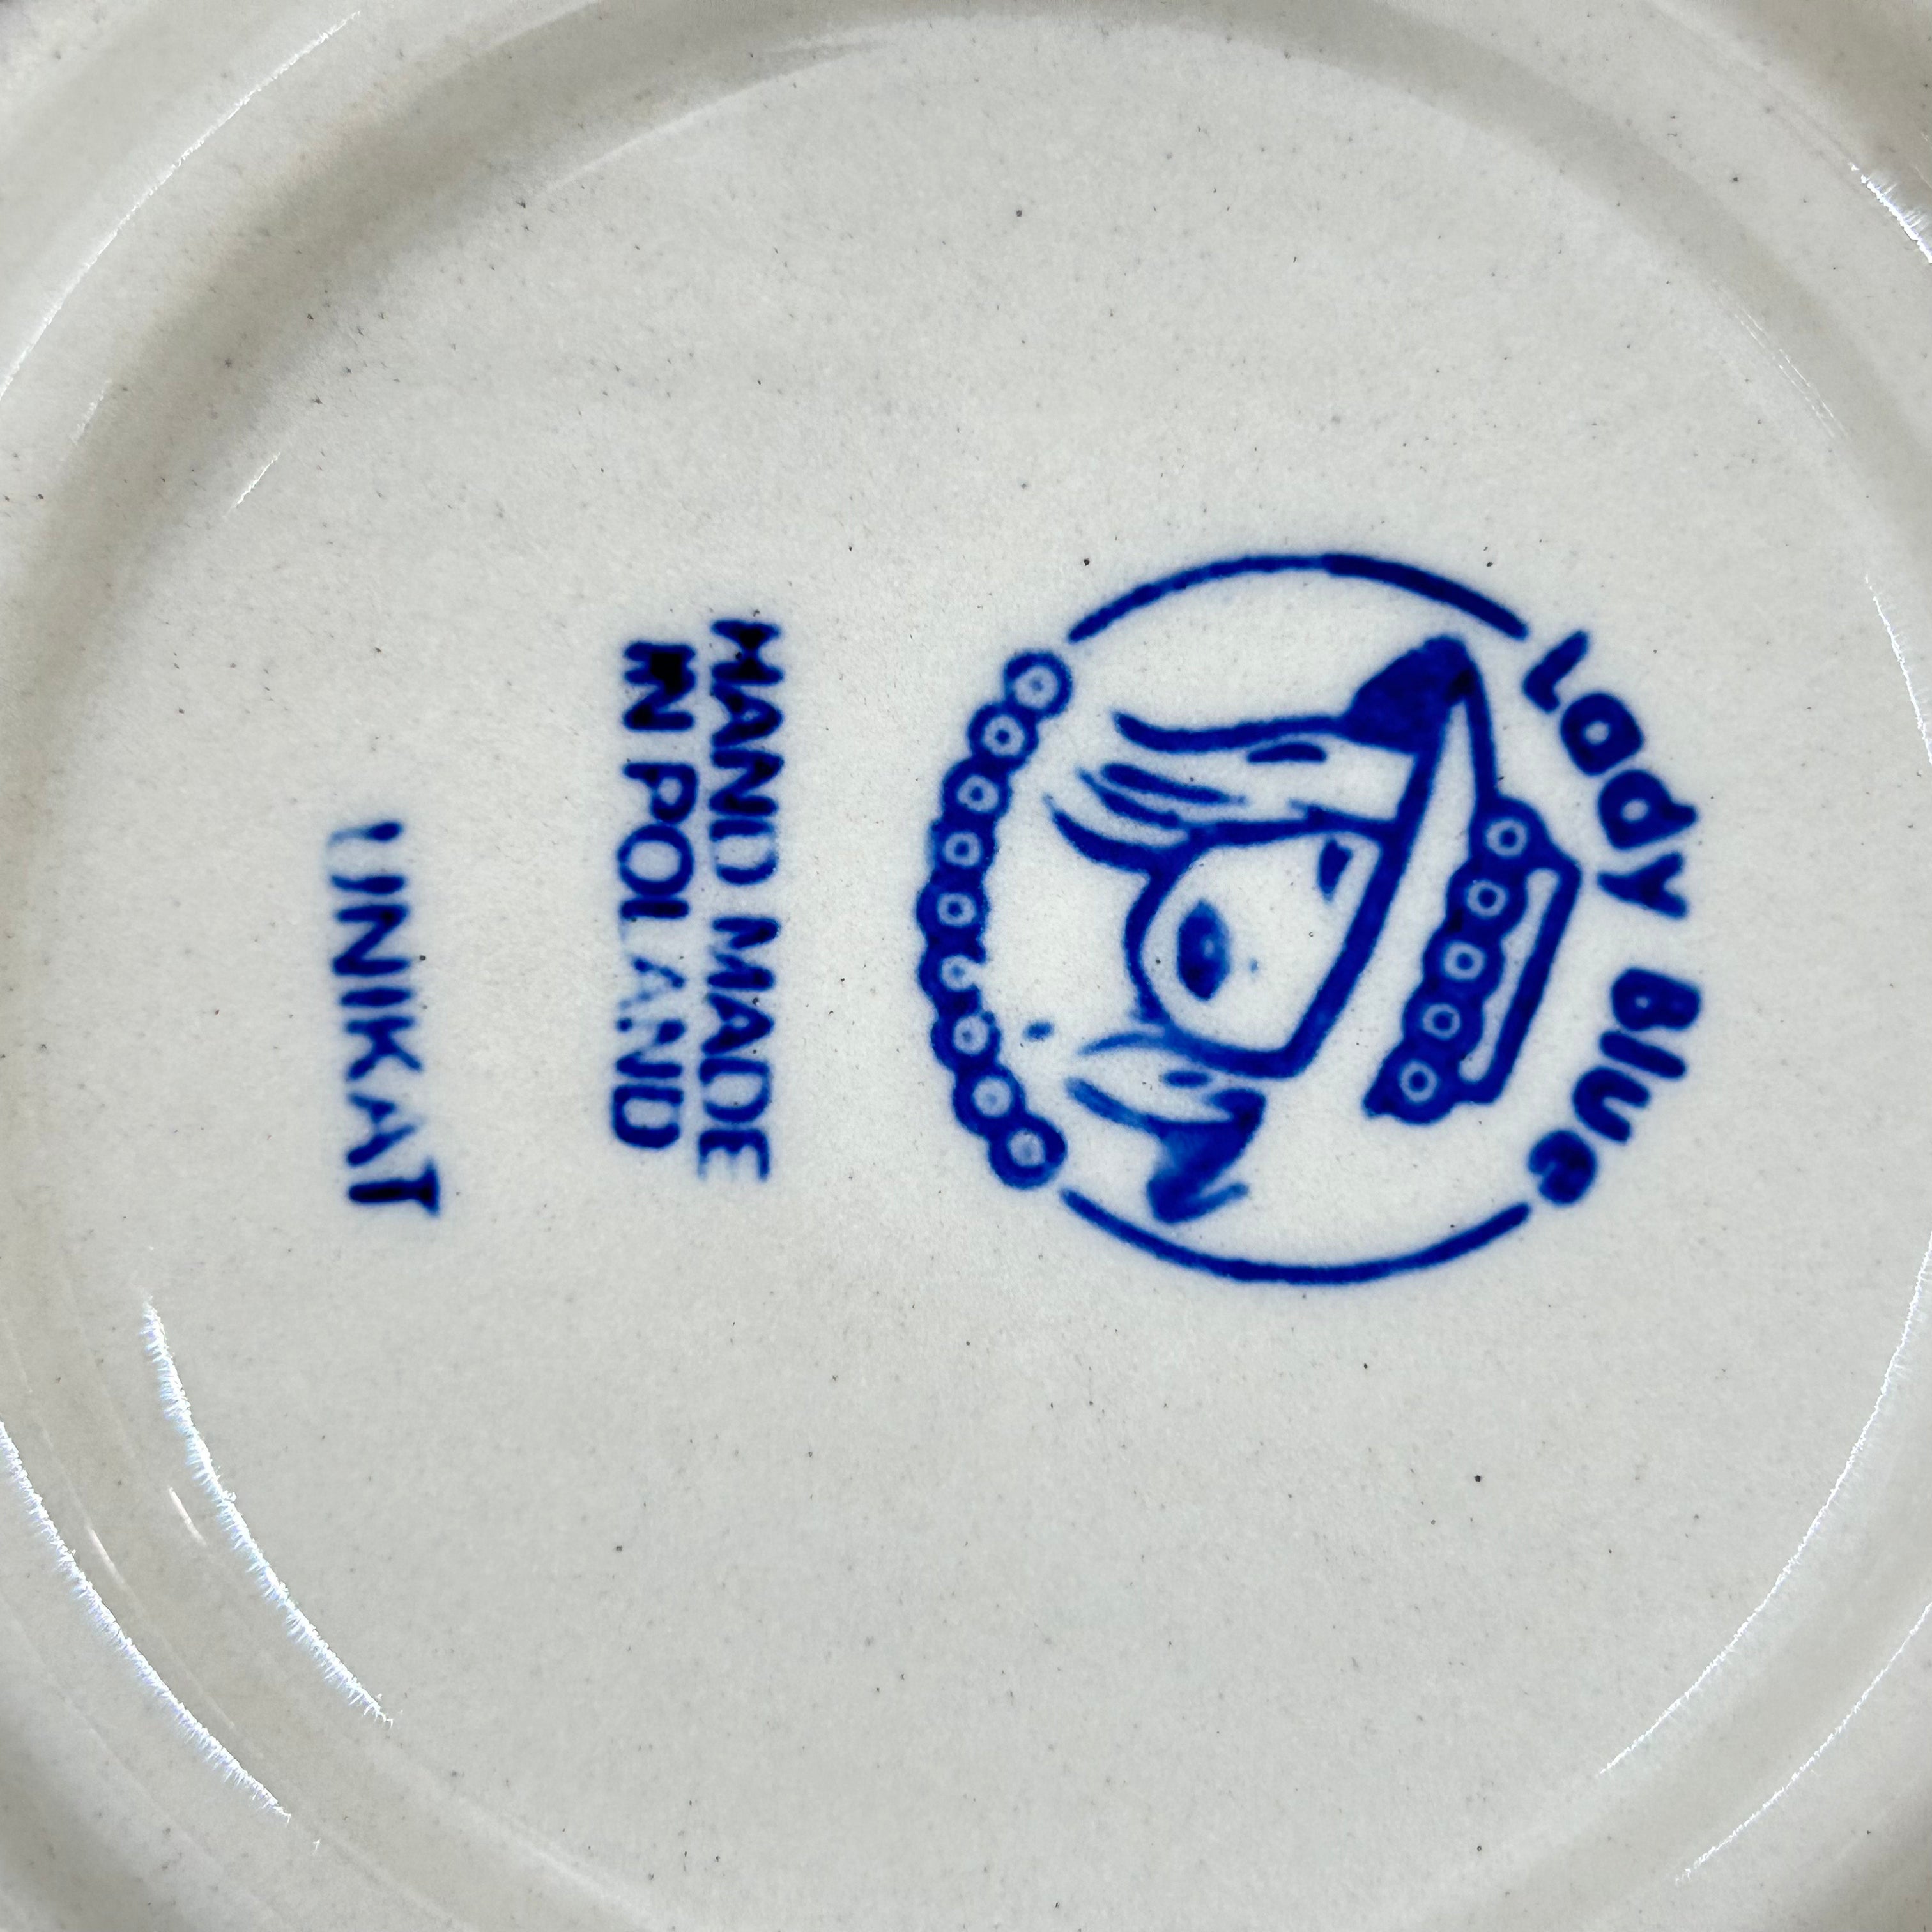 Lady Blue
HAND MADE
IN POLAND
UNIKAT